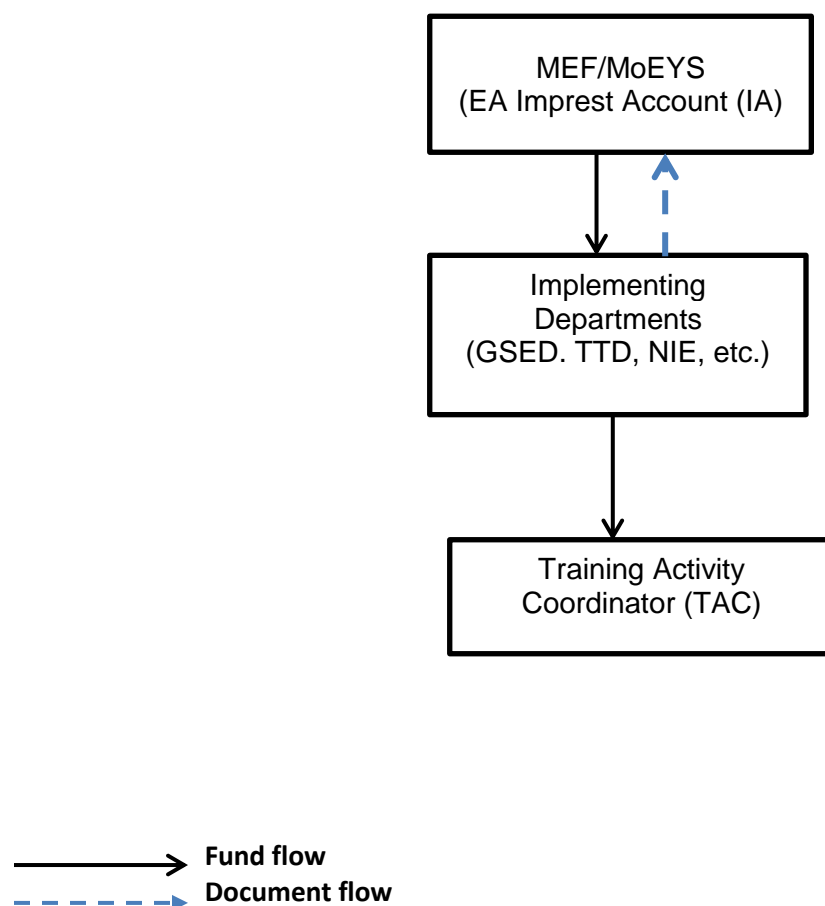 MEF/MoEYS
(EA Imprest Account (IA)
Implementing
Departments
(GSED. TTD, NIE, etc.)
Training Activity
Coordinator (TAC)
Fund flow
Document flow